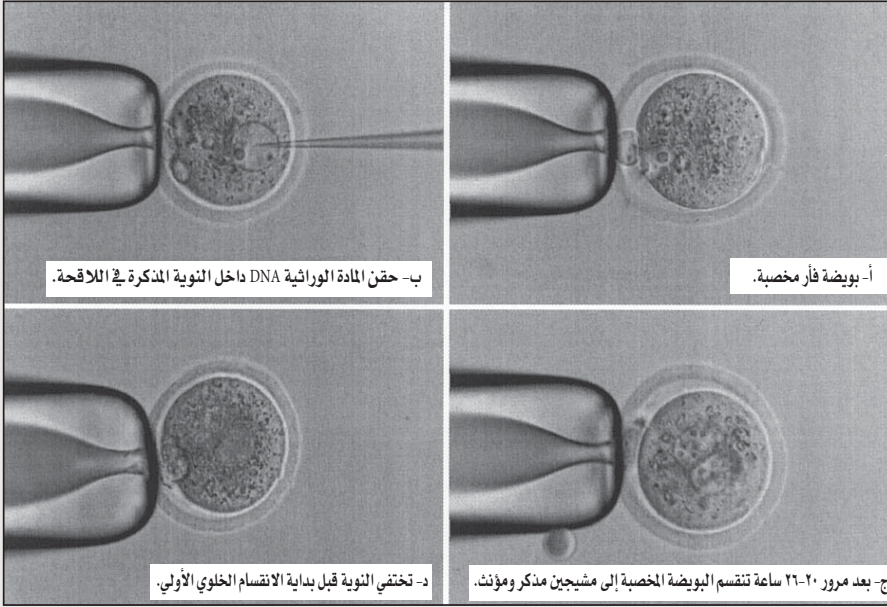 أ- بويضة فأر مخصبة.
ب- حقن المادة الوراثية DNA داخل النوية المذكرة في اللاقحة.
ج- بعد مرور ٢٠-٢٦ ساعة تنقسم البويضة المخصبة إلى مشيجين مذكر ومؤنث.
د- تختفي النوية قبل بداية الانقسام الخلوي الأولي.